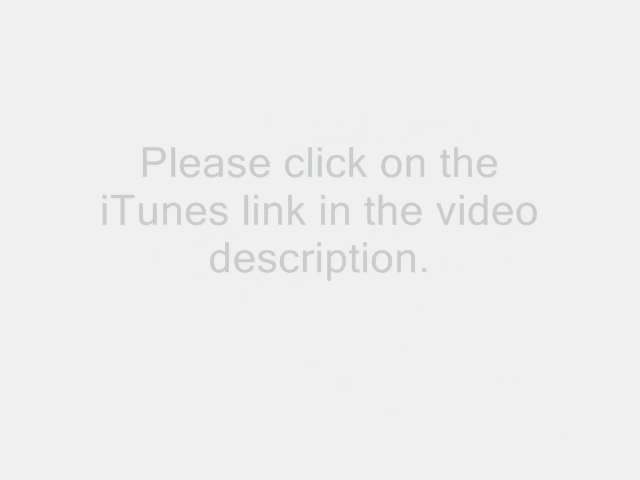 Please click on the
iTunes link in the video
description.